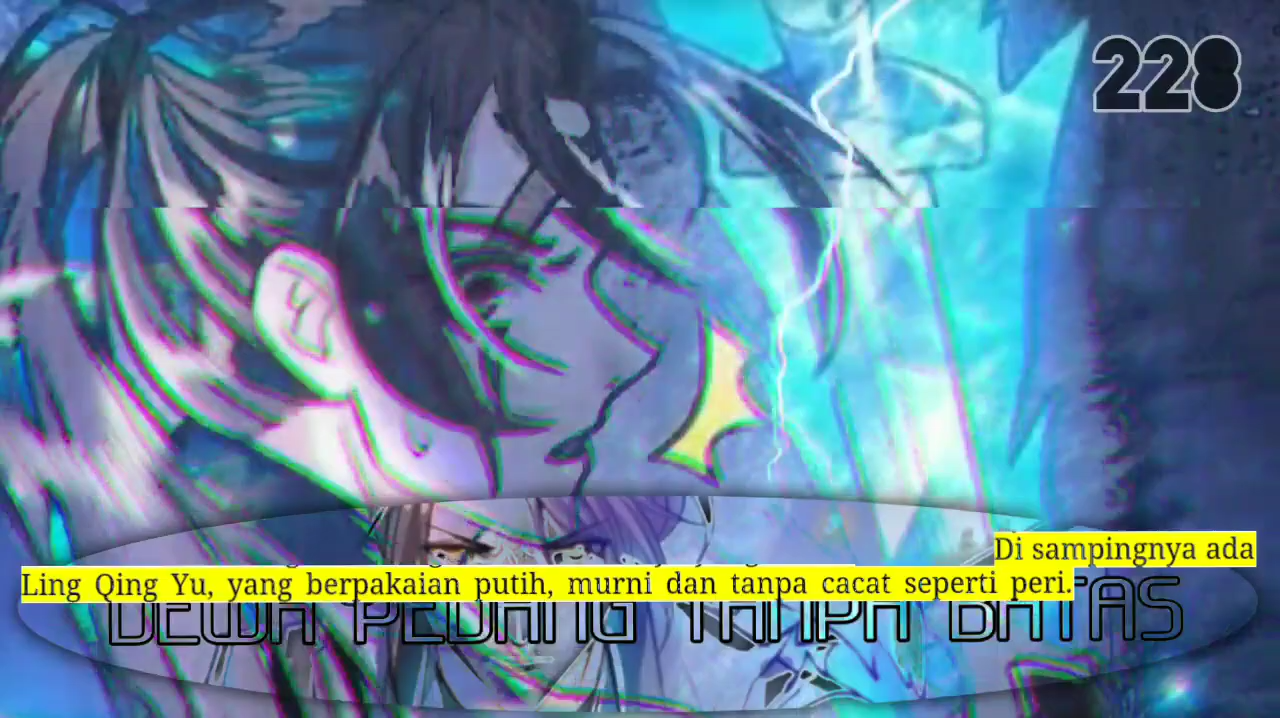 228
Di sampingnya ada
Ling Qing Yu, yang berpakaian putih, murni dan tanpa cacat seperti peri.
DEWA PEDANG TANPA BATAS